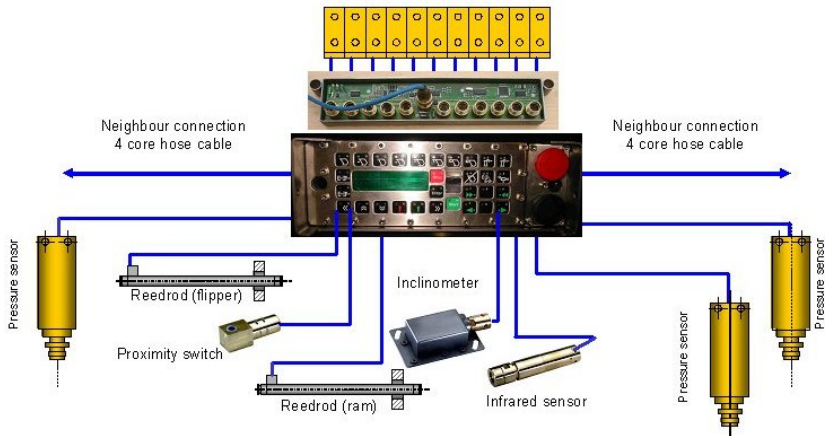 Neighbour connection
4 core hose cable
Neighbour connection
4 core hose cable
Pressure sensor
Reedrod (flipper)
Proximity switch
Reedrod (ram)
Inclinometer
Infrared sensor
Pressure sensor
Pressure sensor